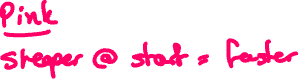 Pink
steeper @ start = faster